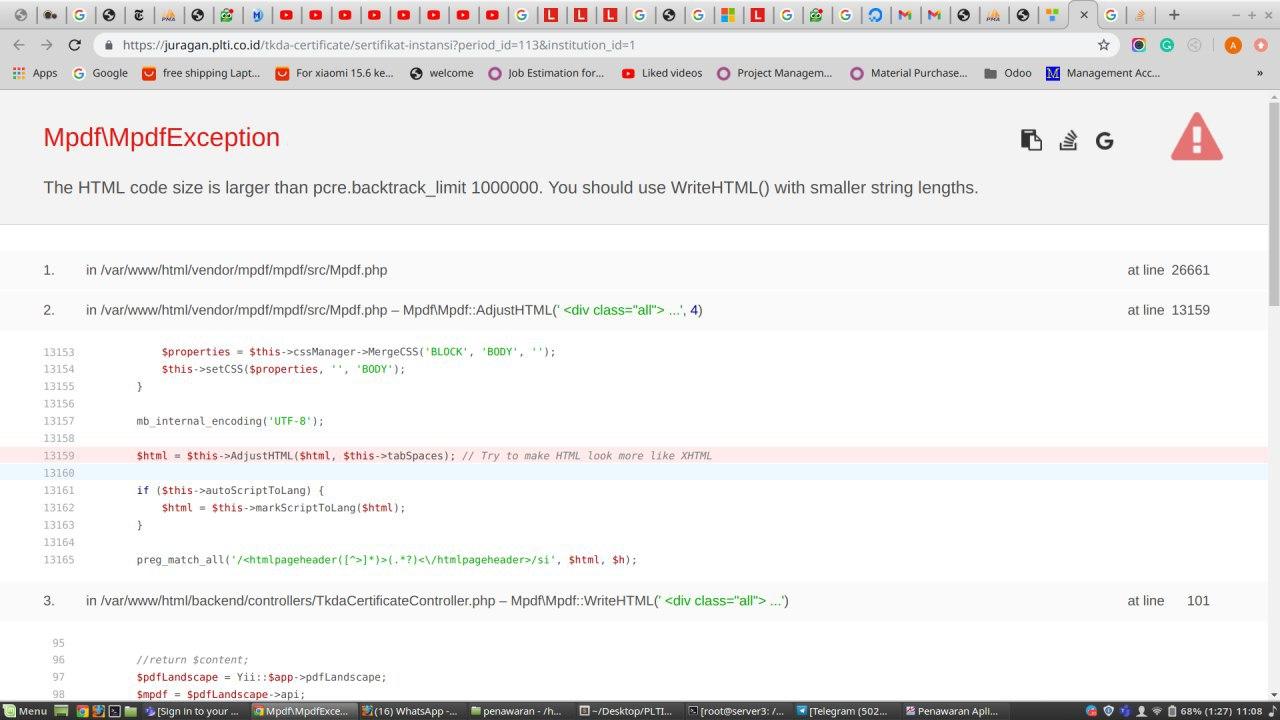 https://juragan.plti.co.id/tkda-certificate/sertifikat-instansi?period_id=113&institution_id=1
Apps Google free shipping Lapt... For xiaomi 15.6 ke... welcome Job Estimation for... Liked videos Project Managem... Material Purchase... Odoo Management Acc... »
Mpdf\MpdfException
The HTML code size is larger than pcre.backtrack_limit 1000000. You should use WriteHTML() with smaller string lengths.
1. in /var/www/html/vendor/mpdf/mpdf/src/Mpdf.php at line 26661
2. in /var/www/html/vendor/mpdf/mpdf/src/Mpdf.php – Mpdf\Mpdf::AdjustHTML(' <div class="all"> ...', 4) at line 13159
13153 $properties = $this->cssManager->MergeCSS('BLOCK', 'BODY', '');
13154 $this->setCSS($properties, '', 'BODY');
13155 }
13156
13157 mb_internal_encoding('UTF-8');
13158
13159 $html = $this->AdjustHTML($html, $this->tabSpaces); // Try to make HTML look more like XHTML
13160
13161 if ($this->autoScriptToLang) {
13162 $html = $this->markScriptToLang($html);
13163 }
13164
13165 preg_match_all('/<htmlpageheader([^>]*)>(.*?)<\/htmlpageheader>/si', $html, $h);
3. in /var/www/html/backend/controllers/TkdaCertificateController.php – Mpdf\Mpdf::WriteHTML(' <div class="all"> ...') at line 101
95
96 //return $content;
97 $pdfLandscape = Yii::$app->pdfLandscape;
98 $mpdf = $pdfLandscape->api;
Menu [Sign in to your ... Mpdf\MpdfExce... (16) WhatsApp -... penawaran - /h... ~/Desktop/PLTI... [root@server3: /... [Telegram (502... Penawaran Apli... 68% (1:27) 11:08